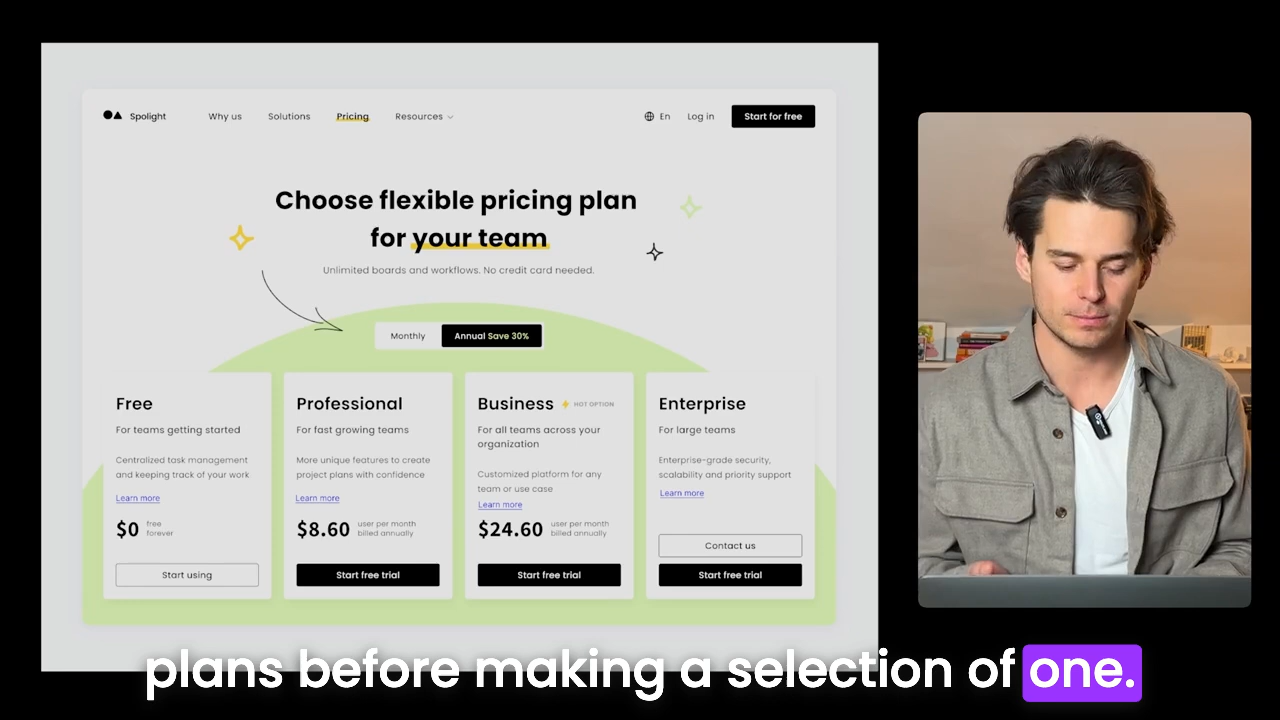 Spolight
Why us
Solutions
Pricing
Resources
En
Log in
Start for free
Choose flexible pricing plan
for your team
Unlimited boards and workflows. No credit card needed.
Monthly
Annual Save 30%
Free
For teams getting started
Centralized task management
and keeping track of your work
Learn more
$0
free
forever
Start using
Professional
For fast growing teams
More unique features to create
project plans with confidence
Learn more
$8.60
user per month
billed annually
Start free trial
Business
HOT OPTION
For all teams across your
organization
Customized platform for any
team or use case
Learn more
$24.60
user per month
billed annually
Start free trial
Enterprise
For large teams
Enterprise-grade security,
scalability and priority support
Learn more
Contact us
Start free trial
plans before making a selection of one.